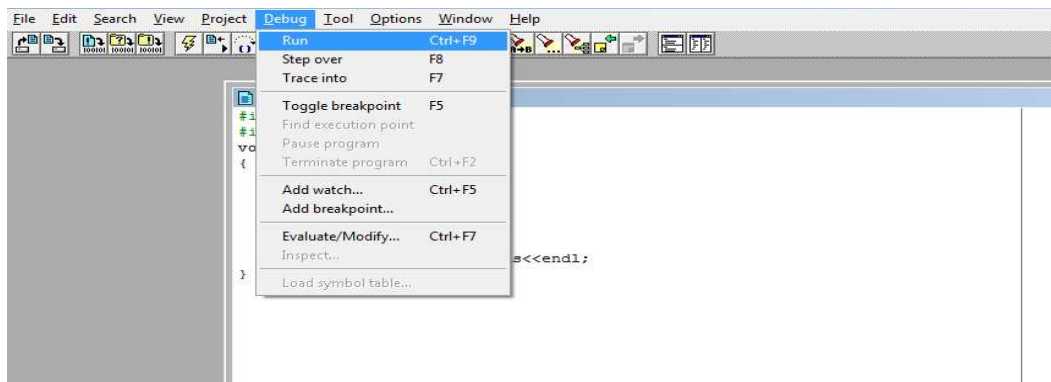 File Edit Search View Project Debug Tool Options Window Help
Run Ctrl+F9
Step over F8
Trace into F7
Toggle breakpoint F5
Find execution point
Pause program
Terminate program Ctrl+F2
Add watch... Ctrl+F5
Add breakpoint...
Evaluate/Modify... Ctrl+F7
Inspect...
Load symbol table...
#i
#i
vo
{
s<<endl;
}